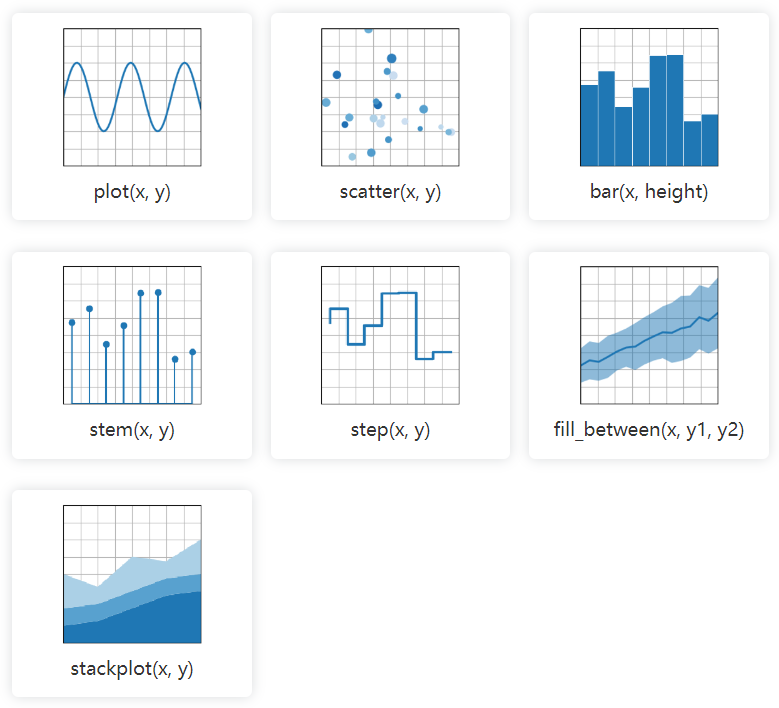 plot(x, y)
scatter(x, y)
bar(x, height)
stem(x, y)
step(x, y)
fill_between(x, y1, y2)
stackplot(x, y)